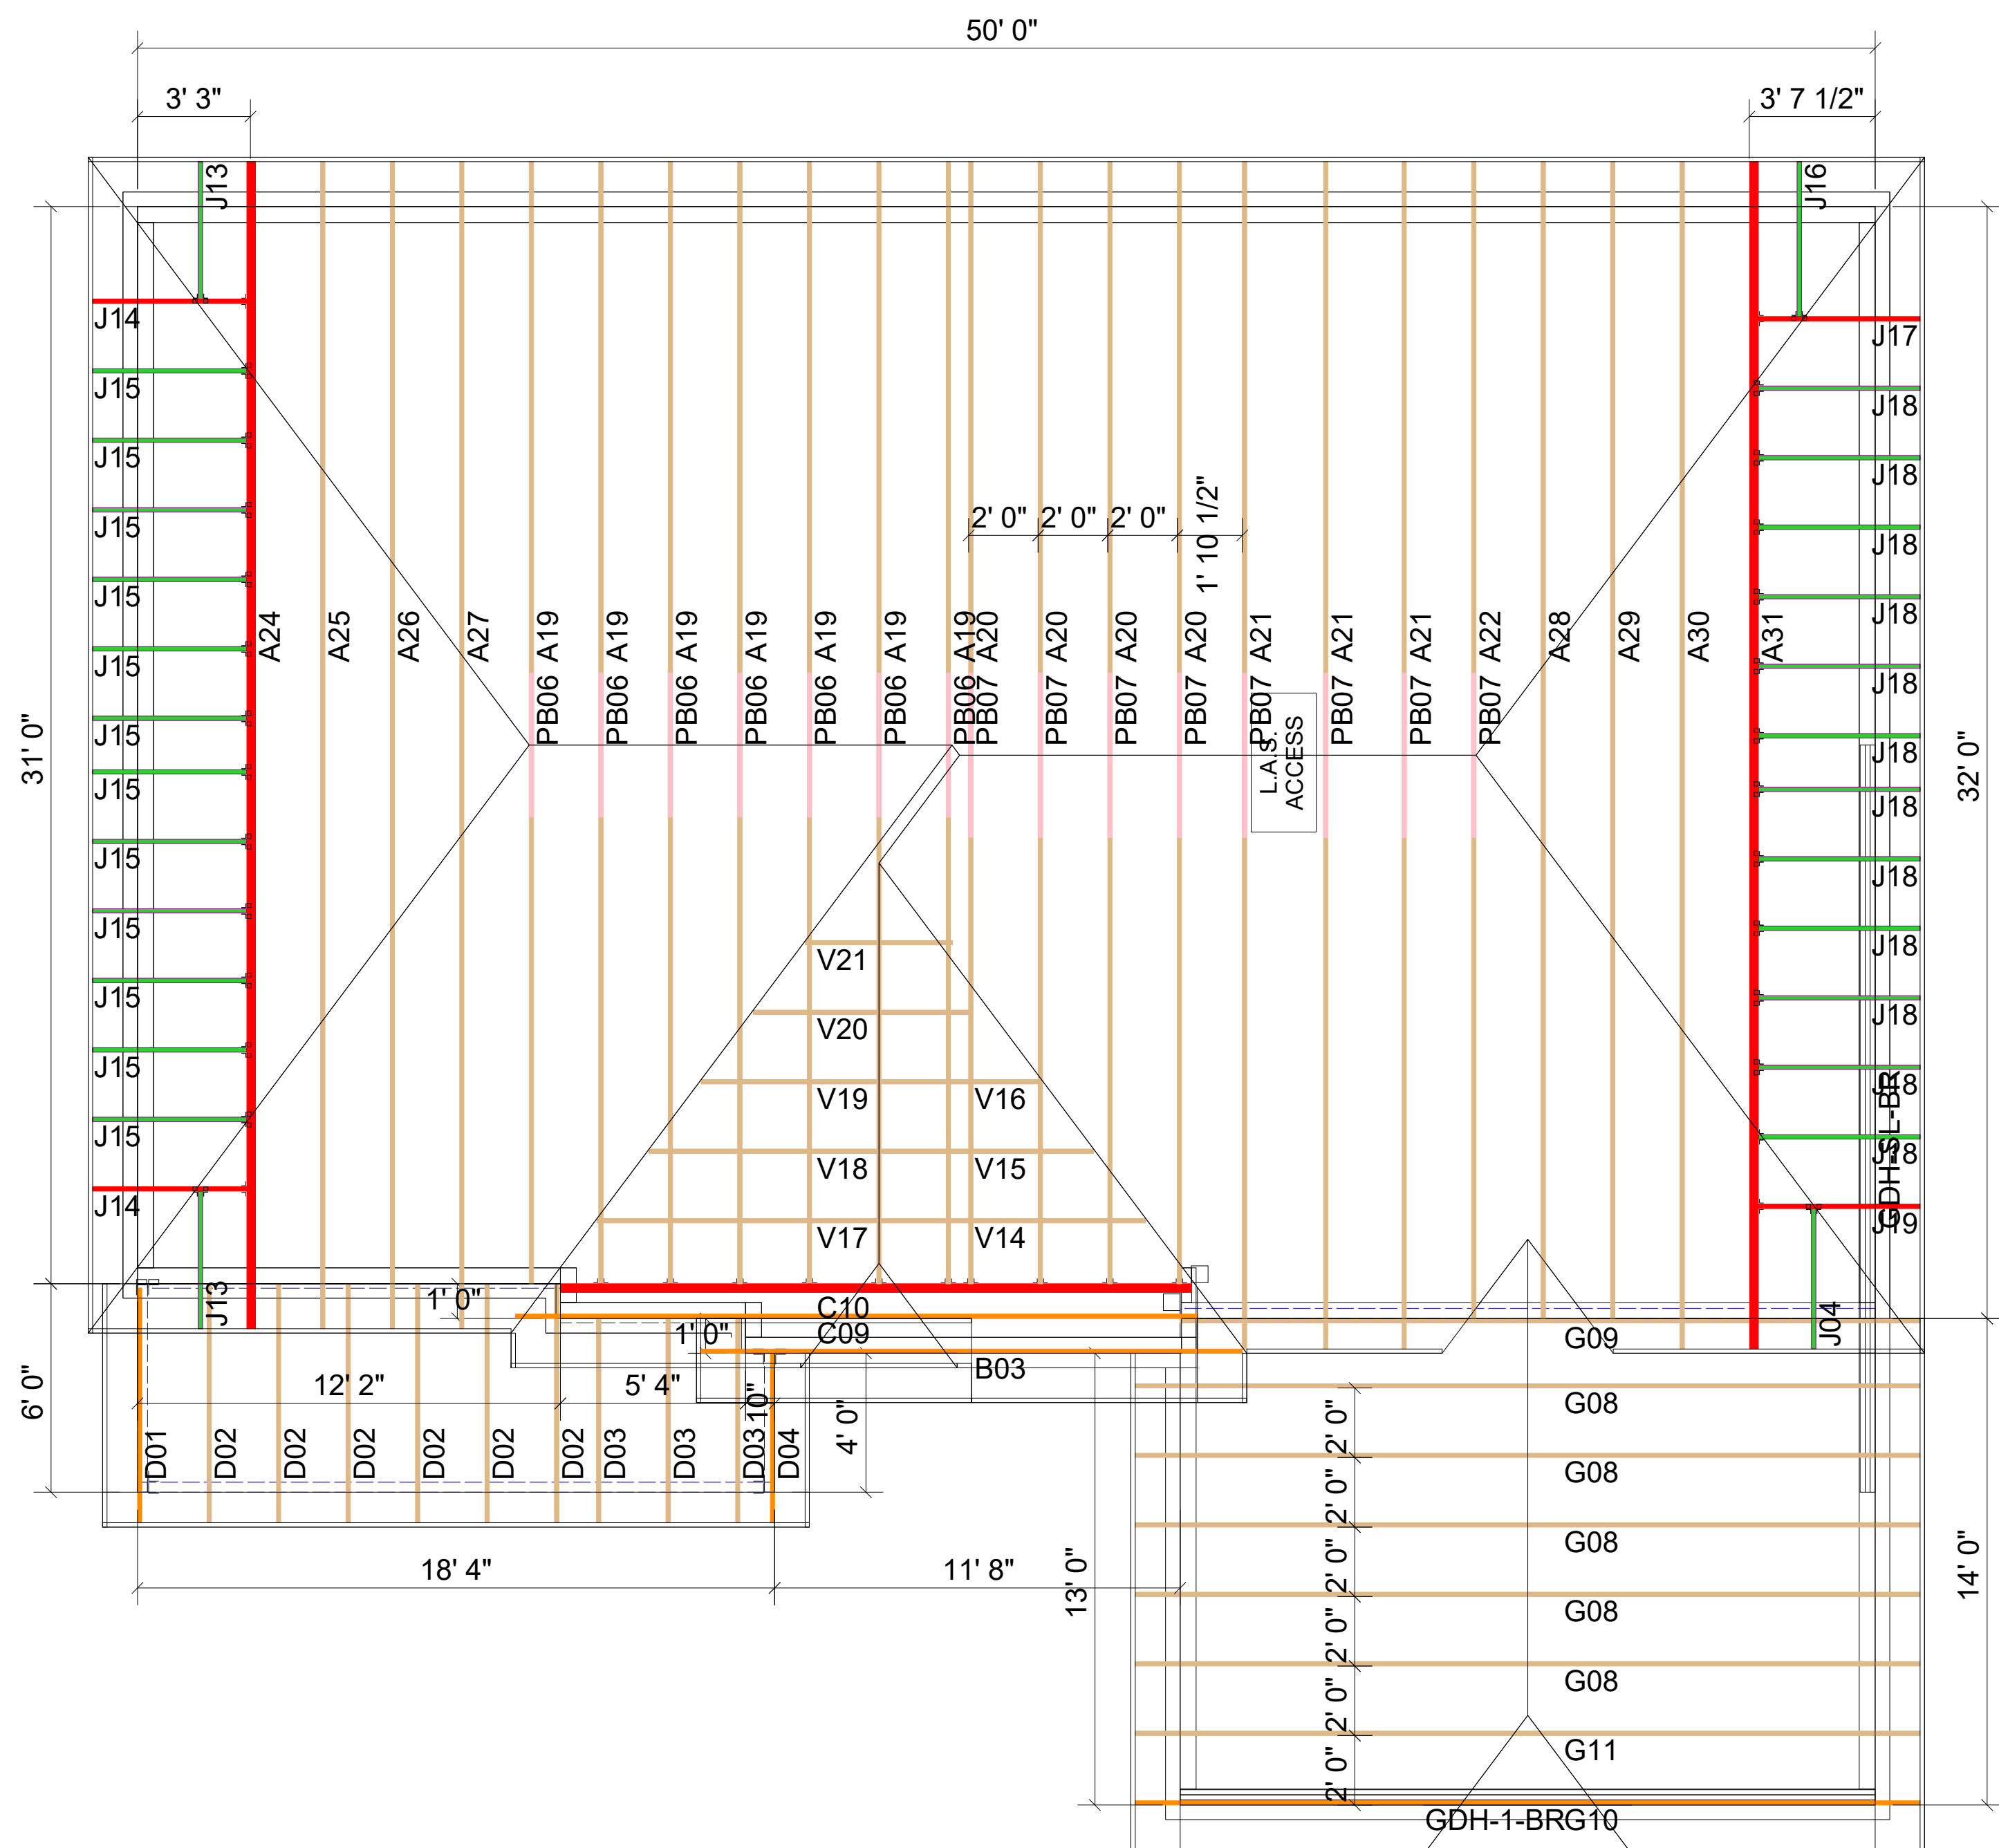 50' 0"
3' 3"
3' 7 1/2"
J13
J16
J14
J17
J15
J18
J15
J18
J15
J18
2' 0"
2' 0"
2' 0"
1' 10 1/2"
J15
J18
J15
J18
J15
J18
J15
J18
J15
J18
J15
J18
J15
J18
J15
J18
J15
J18
J14
J19
J13
J04
31' 0"
32' 0"
A24
A25
A26
A27
PB06 A19
PB06 A19
PB06 A19
PB06 A19
PB06 A19
PB06 A19
PB06 A19
PB07 A20
PB07 A20
PB07 A20
PB07 A20
PB07 A21
PB07 A21
PB07 A21
PB07 A22
A28
A29
A30
A31
L.A.S.
ACCESS
V21
V20
V19
V16
V18
V15
V17
V14
GDH-SL-BR
1' 0"
C10
1' 0"
C09
B03
G09
6' 0"
12' 2"
5' 4"
10"
4' 0"
D01
D02
D02
D02
D02
D02
D02
D03
D03
D03
D04
18' 4"
11' 8"
13' 0"
14' 0"
2' 0"
2' 0"
2' 0"
2' 0"
2' 0"
2' 0"
G08
G08
G08
G08
G08
G11
GDH-1-BR
G10